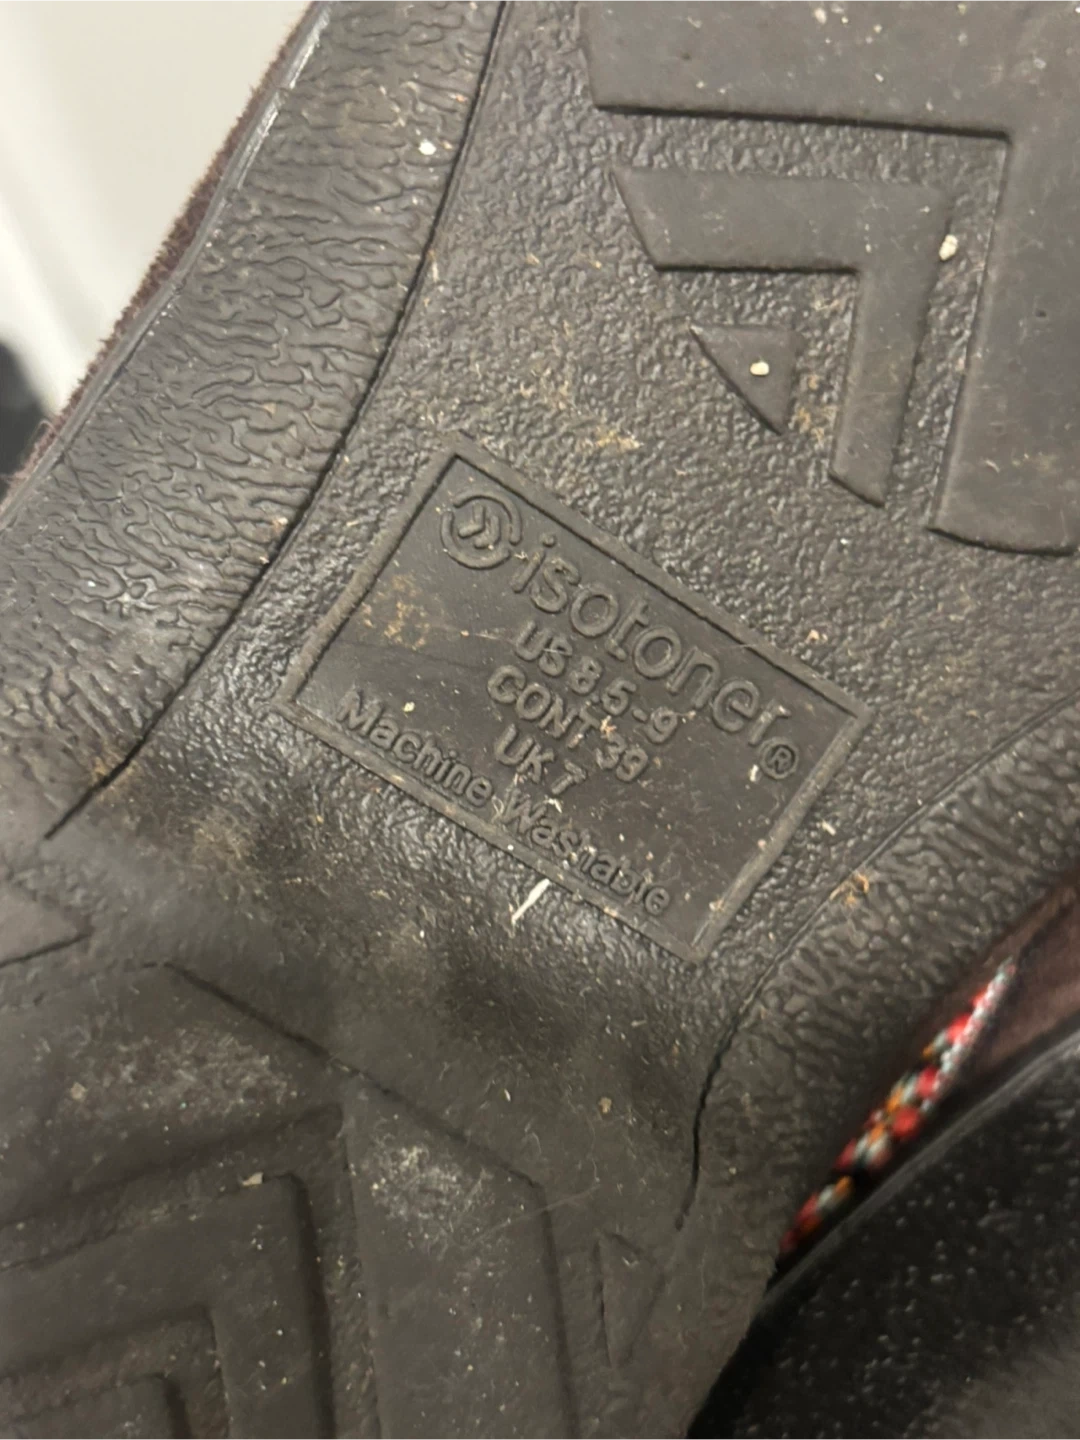 isotoner®
US 8.5-9
CONT 39
UK 7
Machine Washable